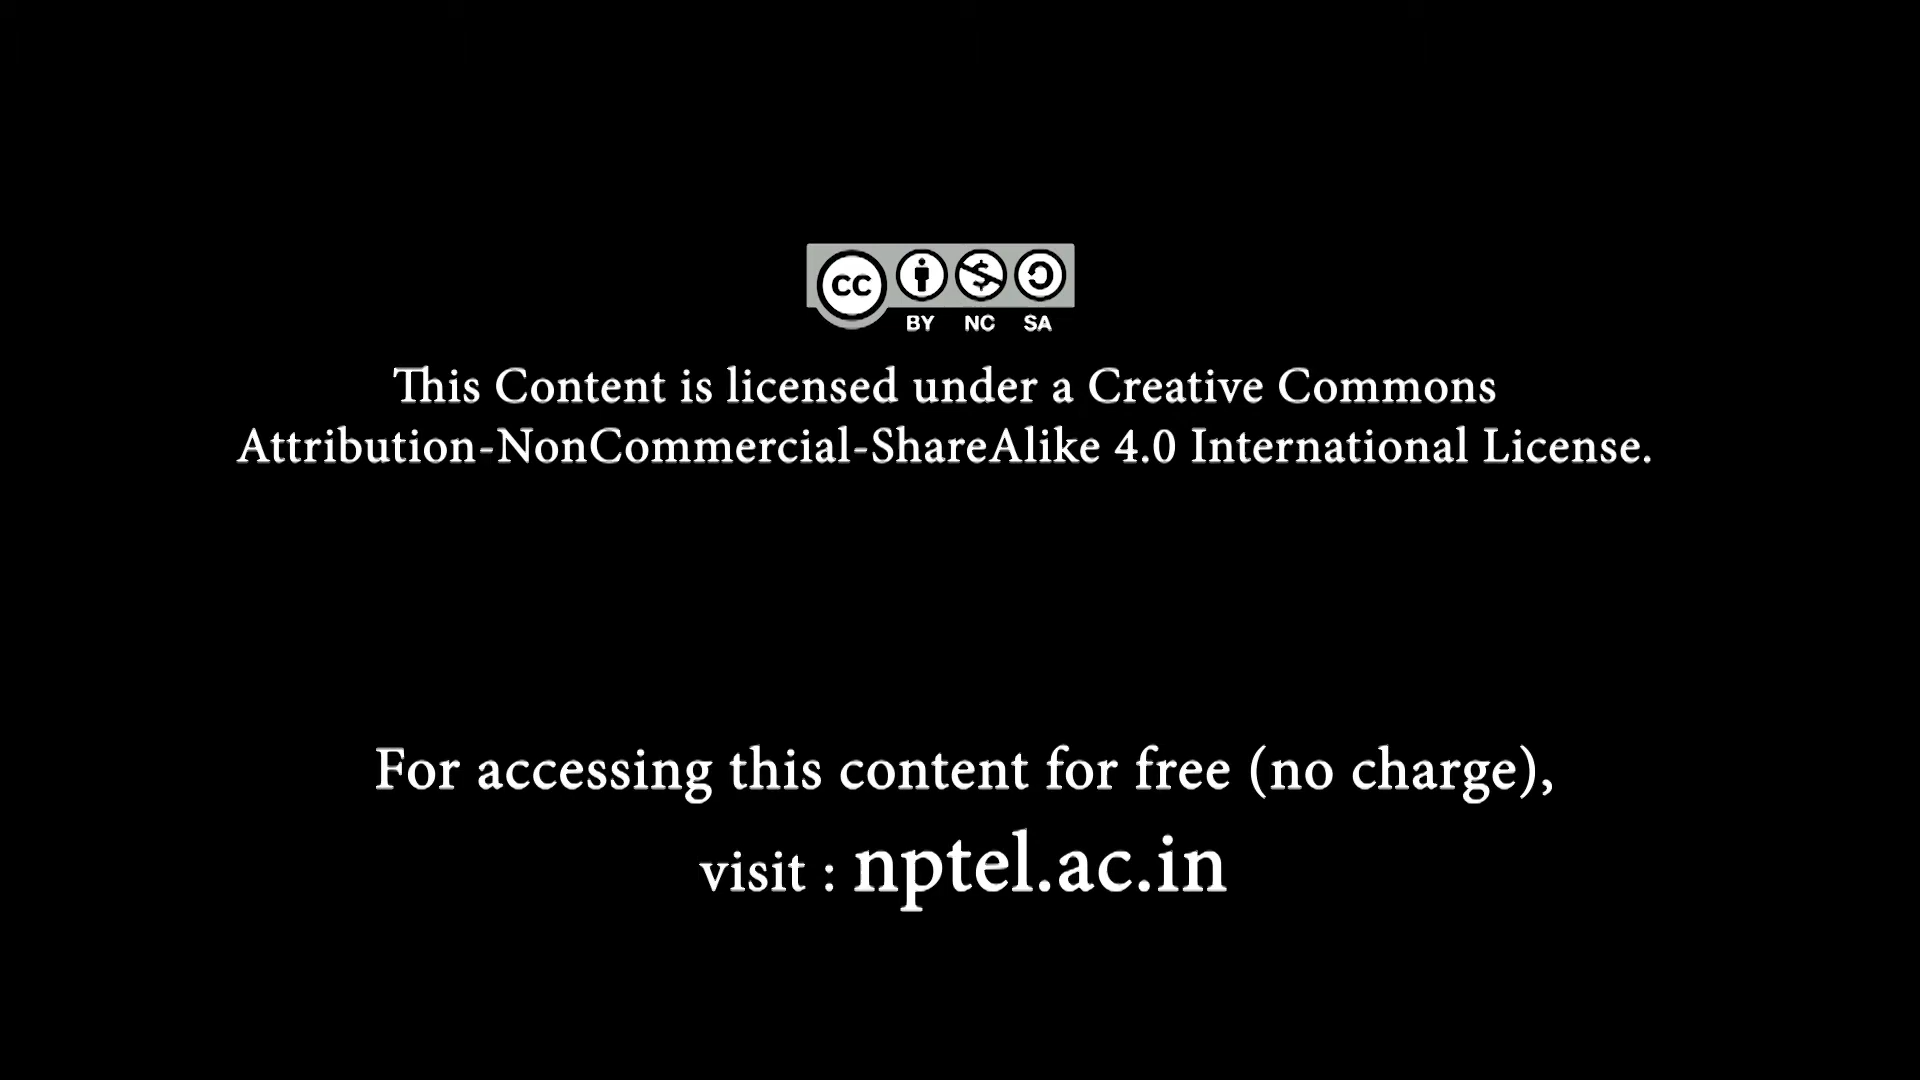 CC
BY NC SA
This Content is licensed under a Creative Commons
Attribution-NonCommercial-ShareAlike 4.0 International License.
For accessing this content for free (no charge),
visit : nptel.ac.in